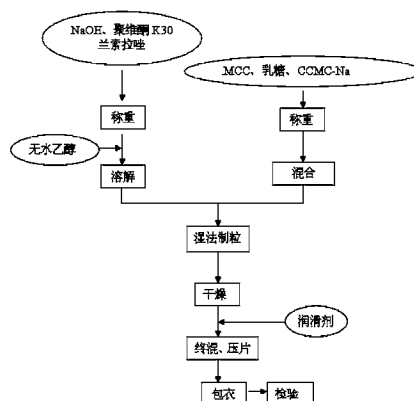 NaOH、聚维酮K30
兰索拉唑
MCC、乳糖、CCMC-Na
称重
称重
无水乙醇
溶解
混合
湿法制粒
干燥
润滑剂
终混、压片
包衣
检验